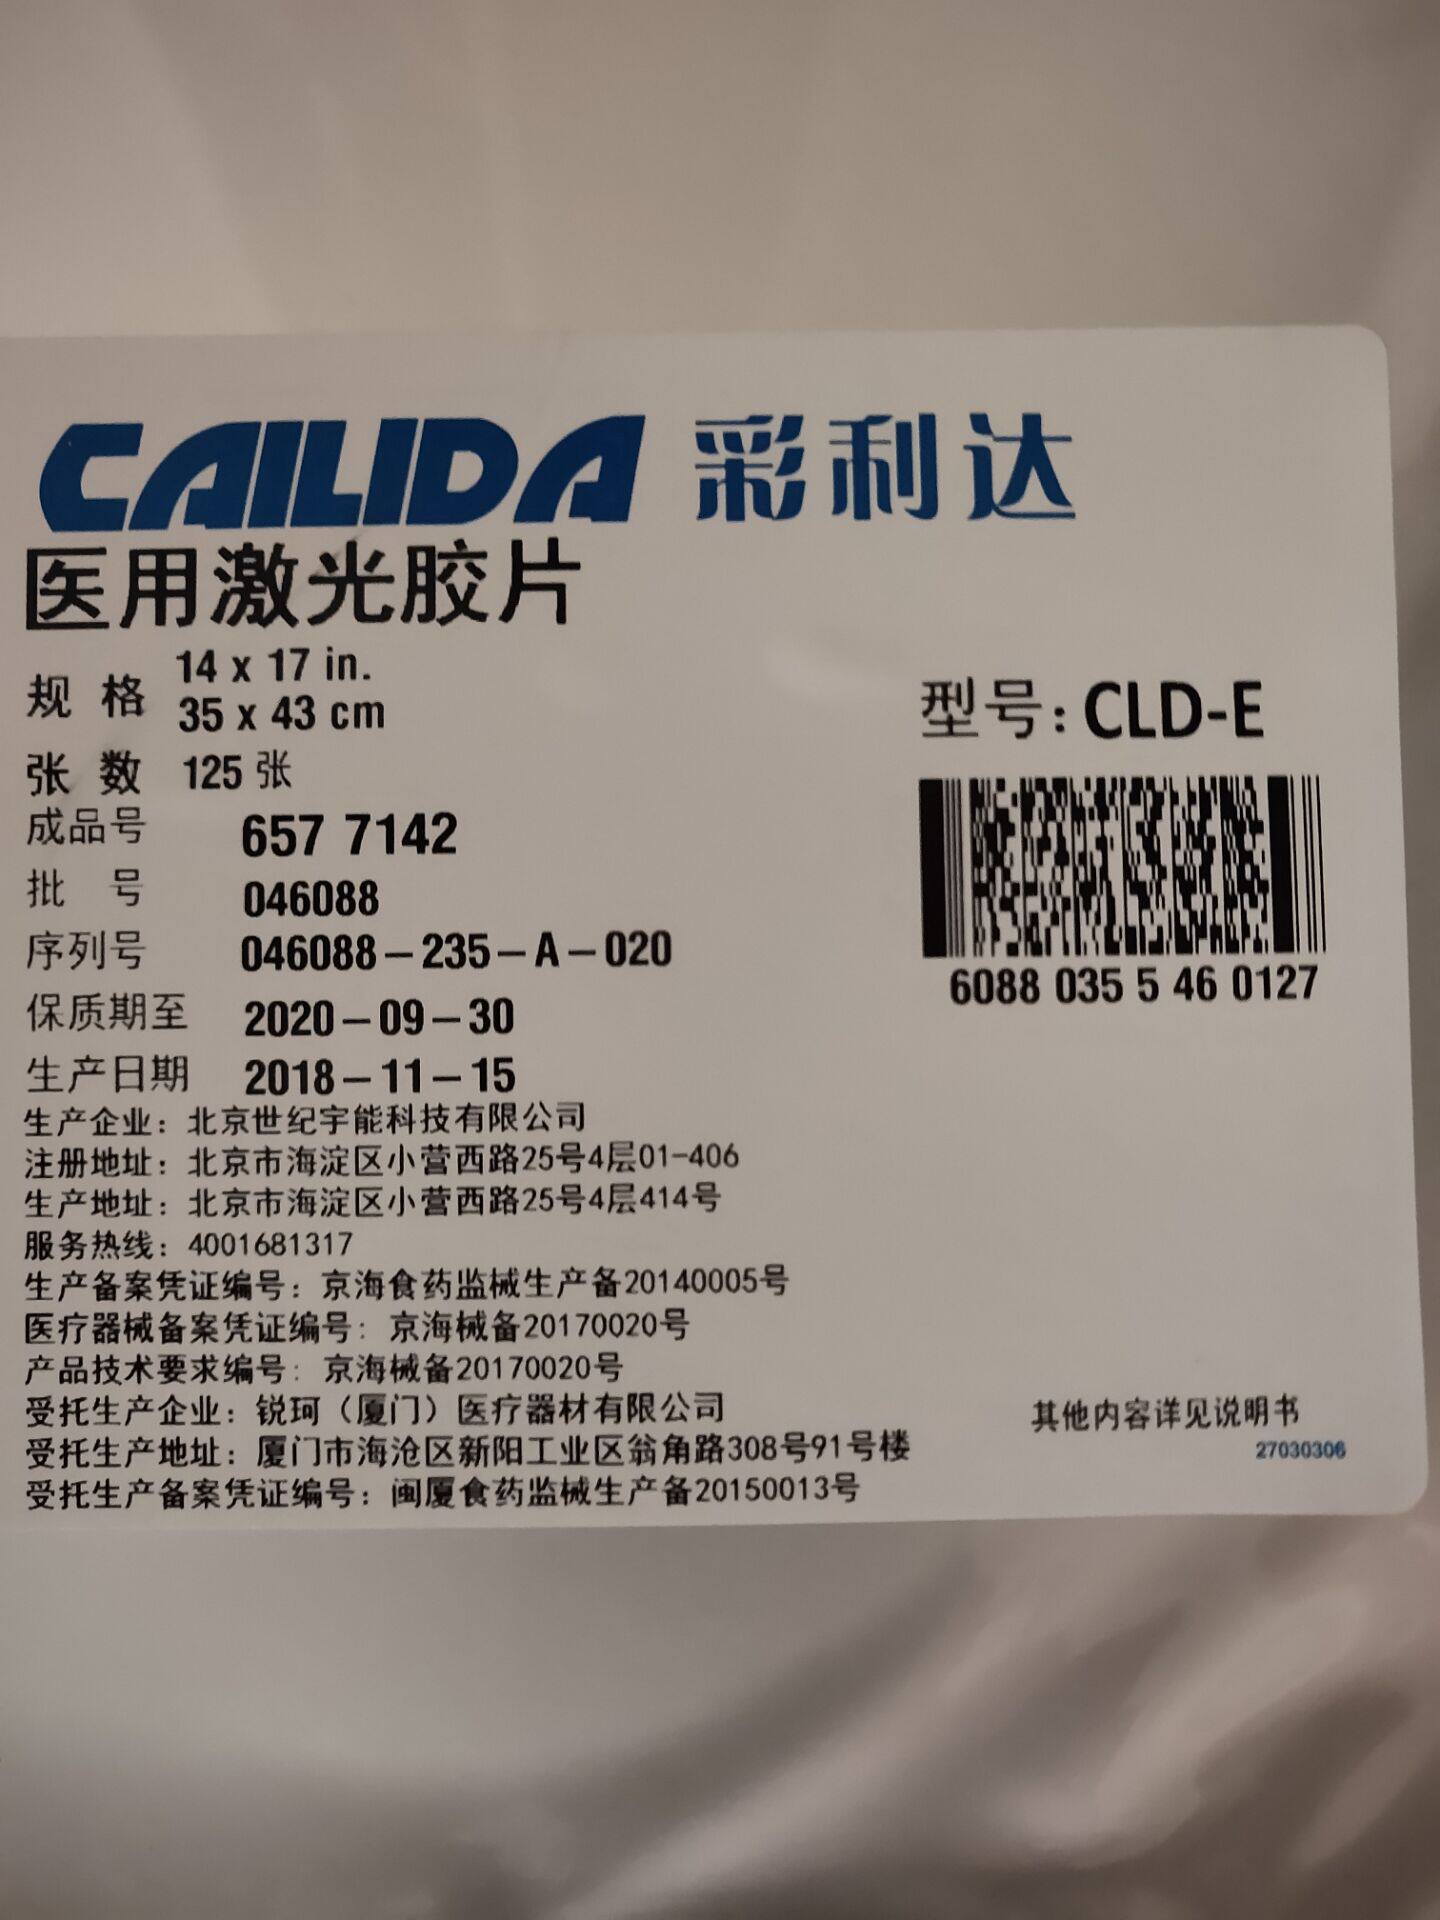 CAILIDA 彩利达
医用激光胶片
规 格 14 x 17 in.
35 x 43 cm
型号：CLD-E
张 数 125 张
成品号 657 7142
批 号 046088
序列号 046088-235-A-020
6088 035 5 46 0127
保质期至 2020-09-30
生产日期 2018-11-15
生产企业：北京世纪宇能科技有限公司
注册地址：北京市海淀区小营西路25号4层01-406
生产地址：北京市海淀区小营西路25号4层414号
服务热线：4001681317
生产备案凭证编号：京海食药监械生产备20140005号
医疗器械备案凭证编号：京海械备20170020号
产品技术要求编号：京海械备20170020号
受托生产企业：锐珂（厦门）医疗器材有限公司
其他内容详见说明书
受托生产地址：厦门市海沧区新阳工业区翁角路308号91号楼
27030306
受托生产备案凭证编号：闽厦食药监械生产备20150013号